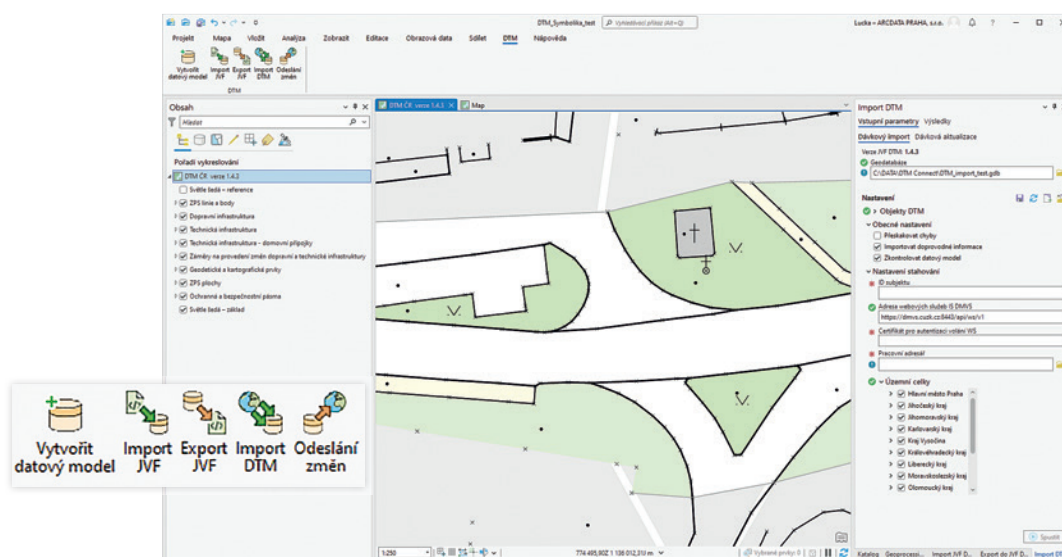 DTM_Symbolika_test
Vyhledávací příkaz (Alt+Q)
Lucka – ARCDATA PRAHA, s.r.o.
Projekt Mapa Vložit Analýza Zobrazit Editace Obrazová data Sdílet DTM Nápověda
Vytvořit datový model
Import JVF
Export JVF
Import DTM
Odeslání změn
DTM
Obsah
Hledat
Pořadí vykreslování
DTM ČR verze 1.4.3
Světle šedá – reference
ZPS linie a body
Dopravní infrastruktura
Technická infrastruktura
Technická infrastruktura – domovní přípojky
Záměry na provedení změn dopravní a technické infrastruktury
Geodetické a kartografické prvky
ZPS plochy
Ochranná a bezpečnostní pásma
Světle šedá – základ
DTM ČR verze 1.4.3
Map
1:250
Vybrané prvky: 0
Import DTM
Vstupní parametry Výsledky
Dávkový import Dávková aktualizace
Verze JVF DTM: 1.4.3
Geodatabáze
C:\DATA\DTM Connect\DTM_import_test.gdb
Nastavení
Objekty DTM
Obecné nastavení
Přeskakovat chyby
Importovat doprovodné informace
Zkontrolovat datový model
Nastavení stahování
ID subjektu
Adresa webových služeb IS DMVS
https://dmvs.cuzk.cz:8443/api/ws/v1
Certifikát pro autentizaci volání WS
Pracovní adresář
Územní celky
Hlavní město Praha
Jihočeský kraj
Jihomoravský kraj
Karlovarský kraj
Kraj Vysočina
Královéhradecký kraj
Liberecký kraj
Moravskoslezský kraj
Olomoucký kraj
Spustit
Katalog Geoprocessi... Import JVF D... Export do JVF D... Import DTM
Vytvořit
datový model
Import
JVF
Export
JVF
Import
DTM
Odeslání
změn